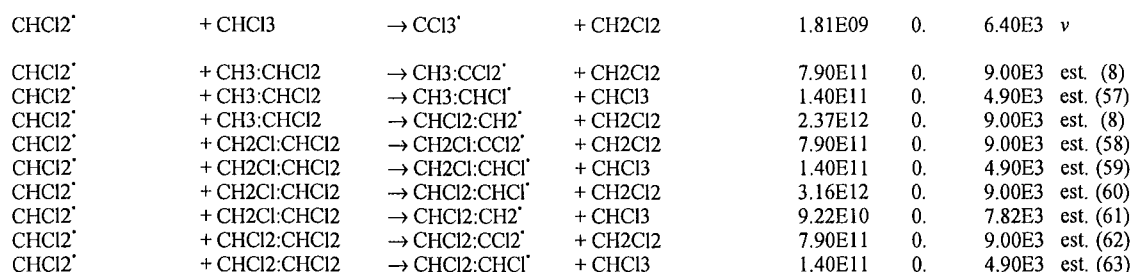 CHCl2• + CHCl3 → CCl3• + CH2Cl2 1.81E09 0. 6.40E3 v
CHCl2• + CH3:CHCl2 → CH3:CCl2• + CH2Cl2 7.90E11 0. 9.00E3 est. (8)
CHCl2• + CH3:CHCl2 → CH3:CHCl• + CHCl3 1.40E11 0. 4.90E3 est. (57)
CHCl2• + CH3:CHCl2 → CHCl2:CH2• + CH2Cl2 2.37E12 0. 9.00E3 est. (8)
CHCl2• + CH2Cl:CHCl2 → CH2Cl:CCl2• + CH2Cl2 7.90E11 0. 9.00E3 est. (58)
CHCl2• + CH2Cl:CHCl2 → CH2Cl:CHCl• + CHCl3 1.40E11 0. 4.90E3 est. (59)
CHCl2• + CH2Cl:CHCl2 → CHCl2:CHCl• + CH2Cl2 3.16E12 0. 9.00E3 est. (60)
CHCl2• + CH2Cl:CHCl2 → CHCl2:CH2• + CHCl3 9.22E10 0. 7.82E3 est. (61)
CHCl2• + CHCl2:CHCl2 → CHCl2:CCl2• + CH2Cl2 7.90E11 0. 9.00E3 est. (62)
CHCl2• + CHCl2:CHCl2 → CHCl2:CHCl• + CHCl3 1.40E11 0. 4.90E3 est. (63)